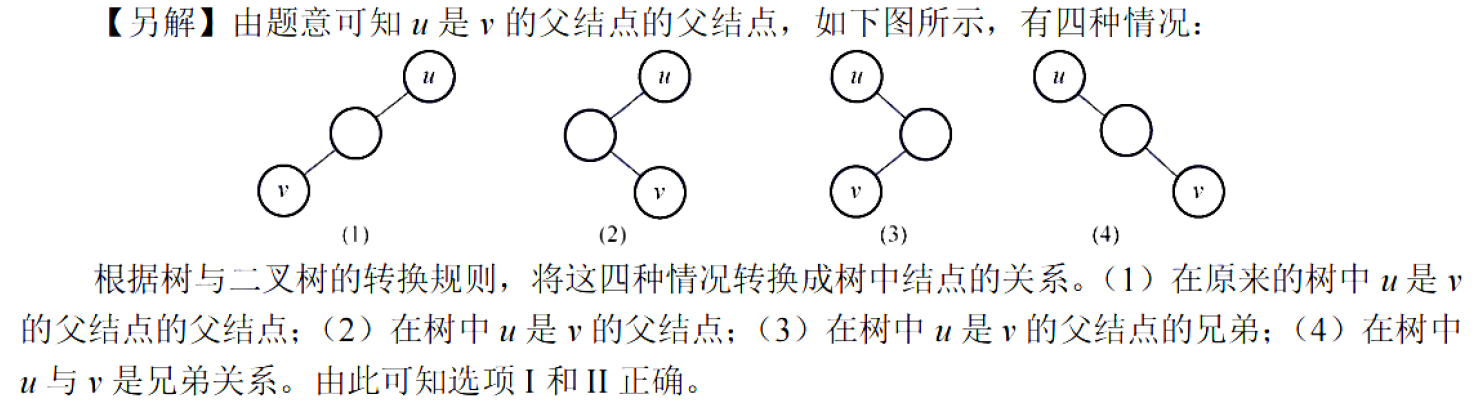 【另解】由题意可知 u 是 v 的父结点的父结点，如下图所示，有四种情况：
u u u u
v v v v
(1) (2) (3) (4)
根据树与二叉树的转换规则，将这四种情况转换成树中结点的关系。（1）在原来的树中 u 是 v
的父结点的父结点；（2）在树中 u 是 v 的父结点；（3）在树中 u 是 v 的父结点的兄弟；（4）在树中
u 与 v 是兄弟关系。由此可知选项 I 和 II 正确。